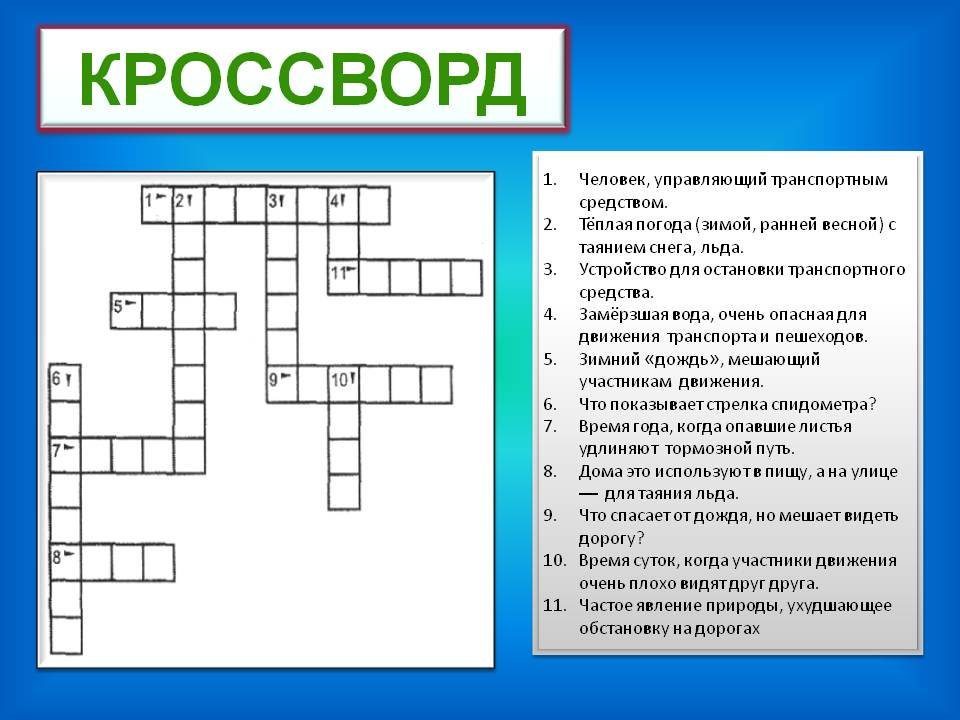 КРОССВОРД
1 2 3 4
11
5
6
9 10
7
8
1. Человек, управляющий транспортным
средством.
2. Тёплая погода (зимой, ранней весной) с
таянием снега, льда.
3. Устройство для остановки транспортного
средства.
4. Замёрзшая вода, очень опасная для
движения транспорта и пешеходов.
5. Зимний «дождь», мешающий
участникам движения.
6. Что показывает стрелка спидометра?
7. Время года, когда опавшие листья
удлиняют тормозной путь.
8. Дома это используют в пищу, а на улице
— для таяния льда.
9. Что спасает от дождя, но мешает видеть
дорогу?
10. Время суток, когда участники движения
очень плохо видят друг друга.
11. Частое явление природы, ухудшающее
обстановку на дорогах